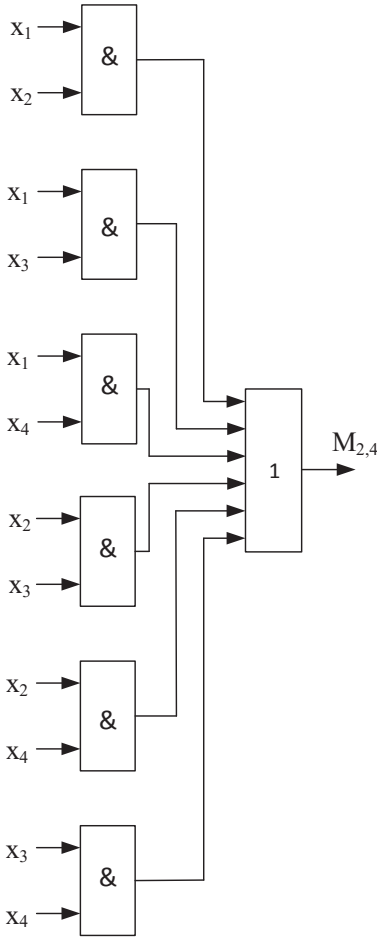 x₁
&
x₂
x₁
&
x₃
x₁
&
x₄
M₂,₄
1
x₂
&
x₃
x₂
&
x₄
x₃
&
x₄